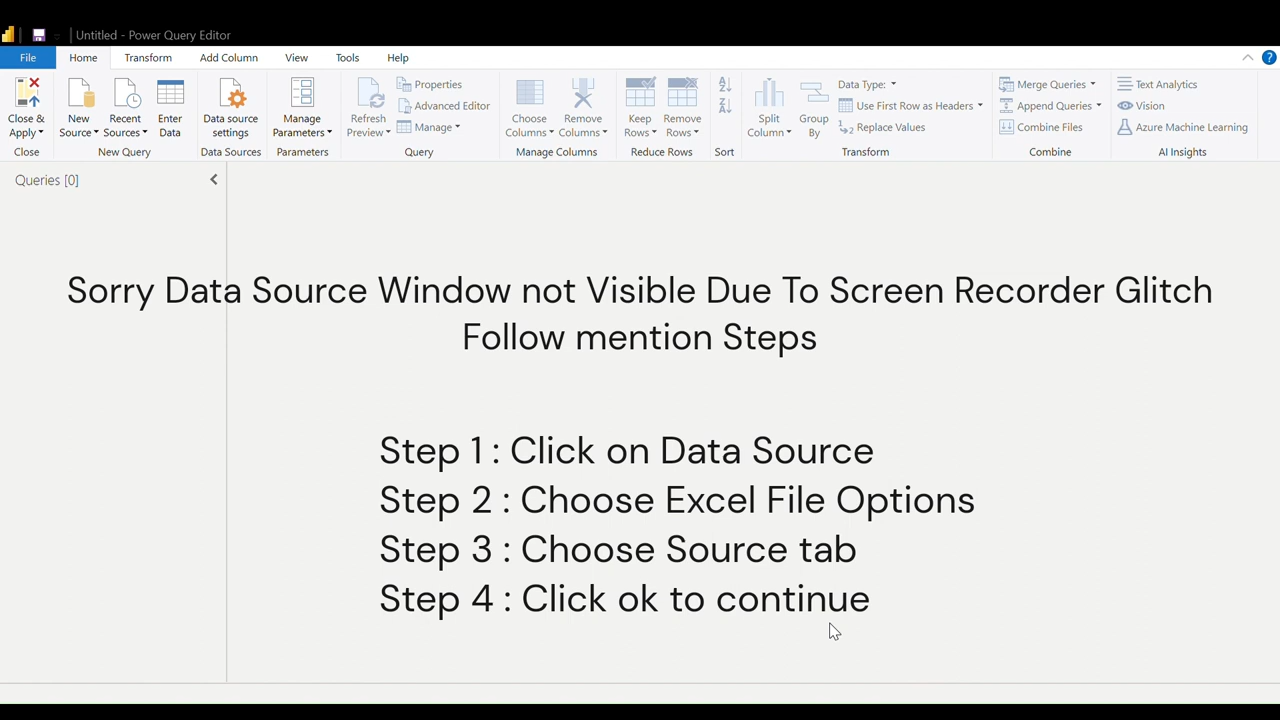 Untitled - Power Query Editor
File Home Transform Add Column View Tools Help
Close & Apply
New Source
Recent Sources
Enter Data
Data source settings
Manage Parameters
Refresh Preview
Properties
Advanced Editor
Manage
Choose Columns
Remove Columns
Keep Rows
Remove Rows
Split Column
Group By
Data Type:
Use First Row as Headers
Replace Values
Merge Queries
Append Queries
Combine Files
Text Analytics
Vision
Azure Machine Learning
Close New Query Data Sources Parameters Query Manage Columns Reduce Rows Sort Transform Combine AI Insights
Queries [0]
Sorry Data Source Window not Visible Due To Screen Recorder Glitch
Follow mention Steps
Step 1 : Click on Data Source
Step 2 : Choose Excel File Options
Step 3 : Choose Source tab
Step 4 : Click ok to continue